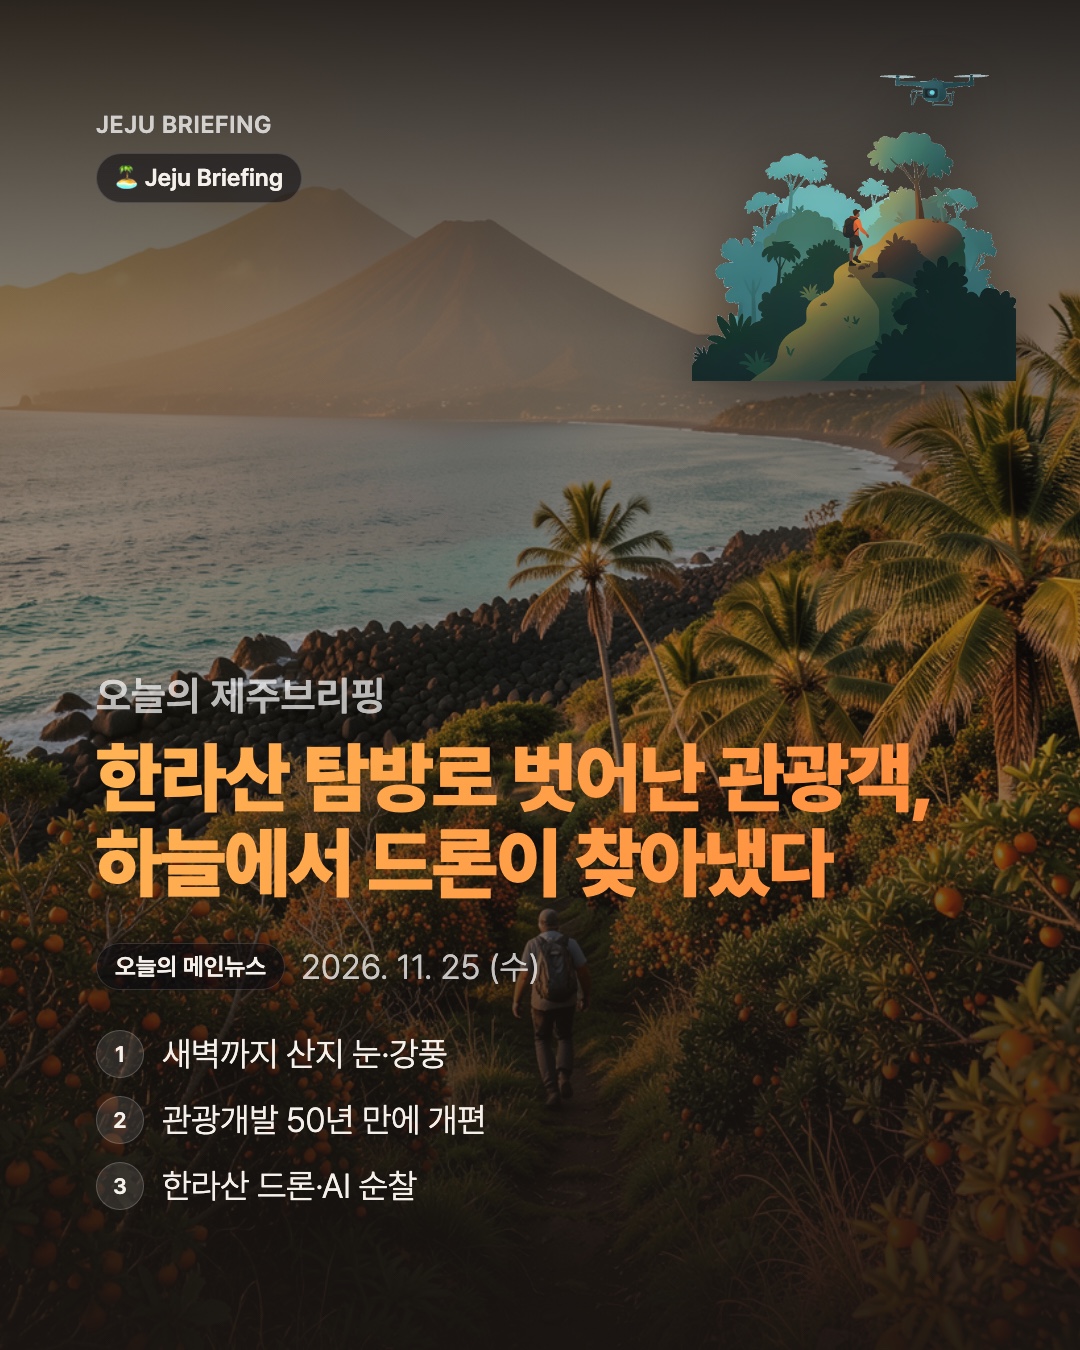 JEJU BRIEFING
🏝️ Jeju Briefing
오늘의 제주브리핑
한라산 탐방로 벗어난 관광객,
하늘에서 드론이 찾아냈다
오늘의 메인뉴스 2026. 11. 25 (수)
1 새벽까지 산지 눈·강풍
2 관광개발 50년 만에 개편
3 한라산 드론·AI 순찰